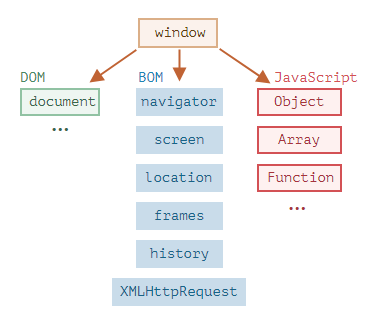 window
DOM
BOM
JavaScript
document
navigator
Object
...
screen
Array
location
Function
frames
...
history
XMLHttpRequest